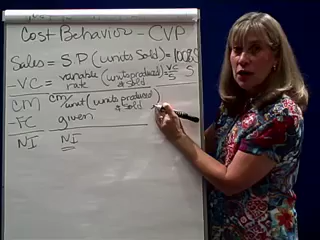 Cost Behavior - CVP
Sales = SP (units Sold) = 100%
- VC = variable rate (units produced & sold) = VC/S
CM CM/unit (units produced & sold)
- FC given
NI NI